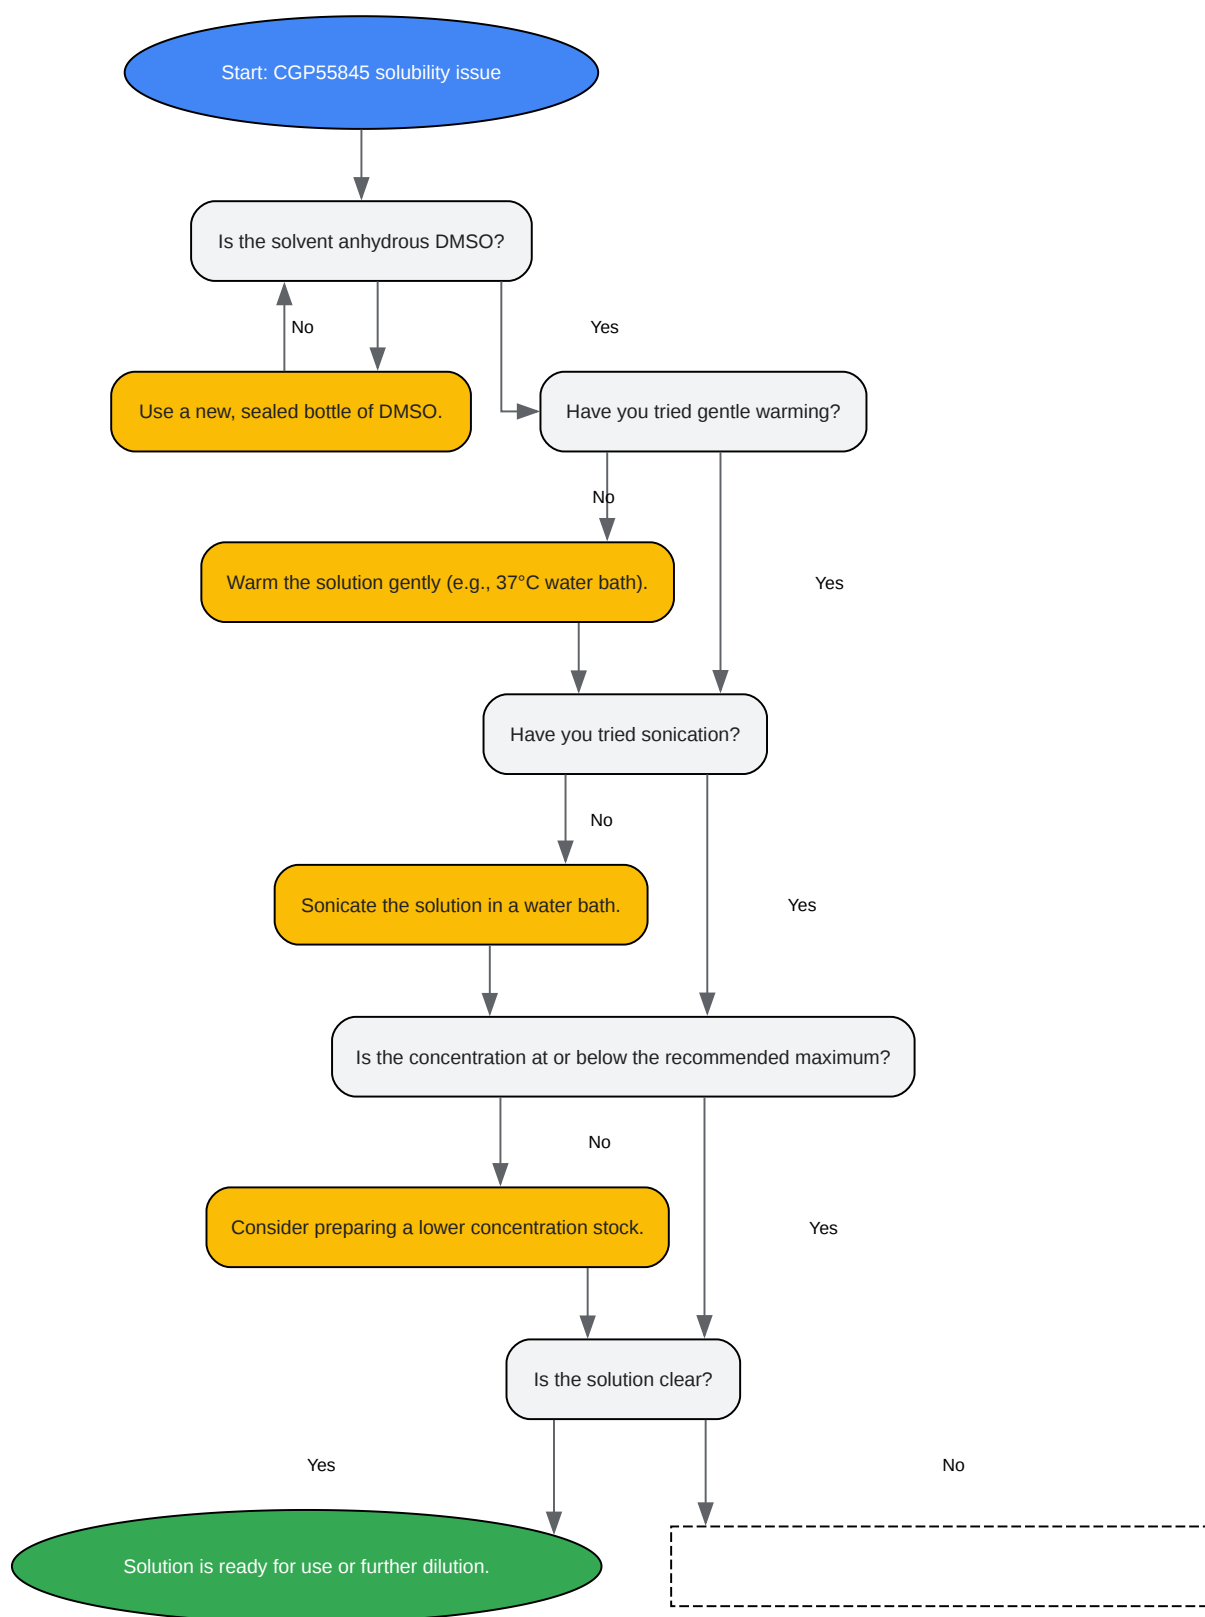 Start: CGP55845 solubility issue
Is the solvent anhydrous DMSO?
No
Yes
Use a new, sealed bottle of DMSO.
Have you tried gentle warming?
No
Warm the solution gently (e.g., 37°C water bath).
Yes
Have you tried sonication?
No
Sonicate the solution in a water bath.
Yes
Is the concentration at or below the recommended maximum?
No
Consider preparing a lower concentration stock.
Yes
Is the solution clear?
Yes
No
Solution is ready for use or further dilution.